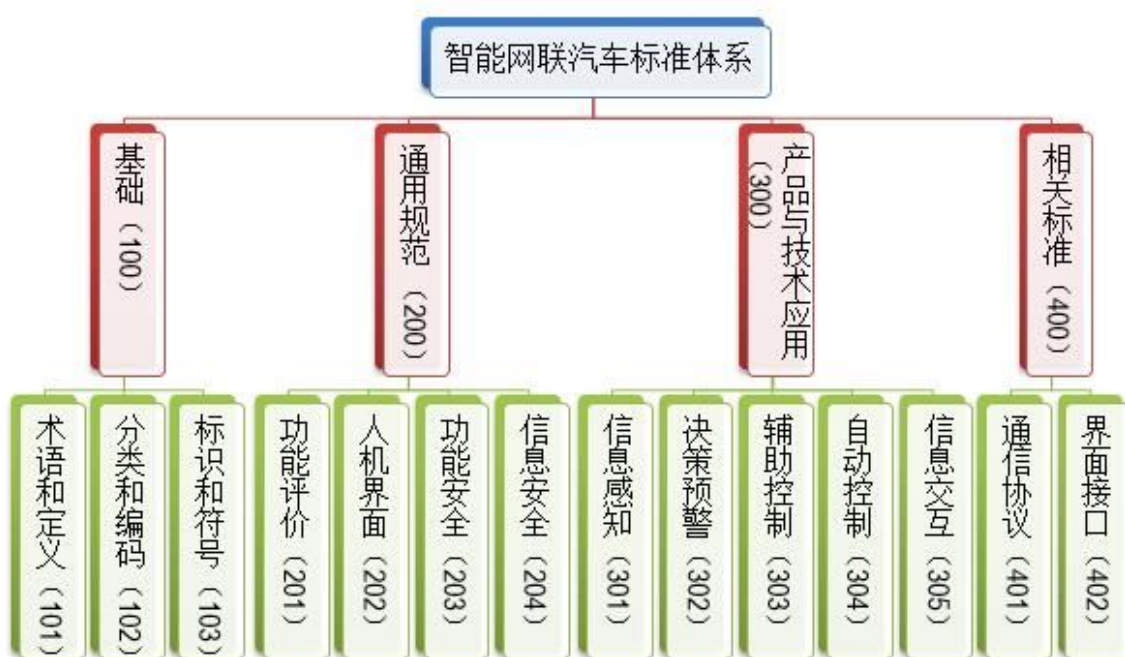 智能网联汽车标准体系
基础（100）
通用规范（200）
产品与技术应用
（300）
相关标准（400）
术语和定义（101）
分类和编码（102）
标识和符号（103）
功能评价（201）
人机界面（202）
功能安全（203）
信息安全（204）
信息感知（301）
决策预警（302）
辅助控制（303）
自动控制（304）
信息交互（305）
通信协议（401）
界面接口（402）